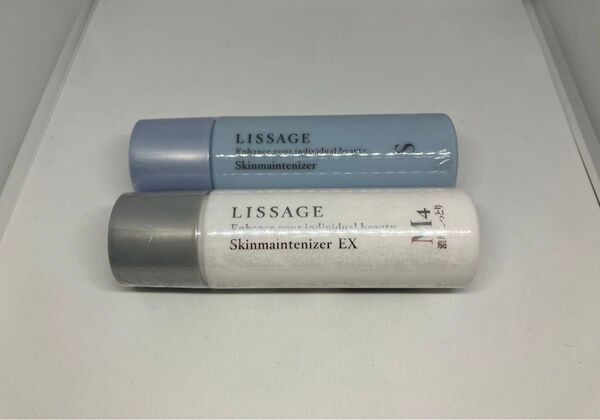 LISSAGE
Enhance your individual beauty
Skinmaintenizer
S
LISSAGE
Enhance your individual beauty
Skinmaintenizer EX
M4